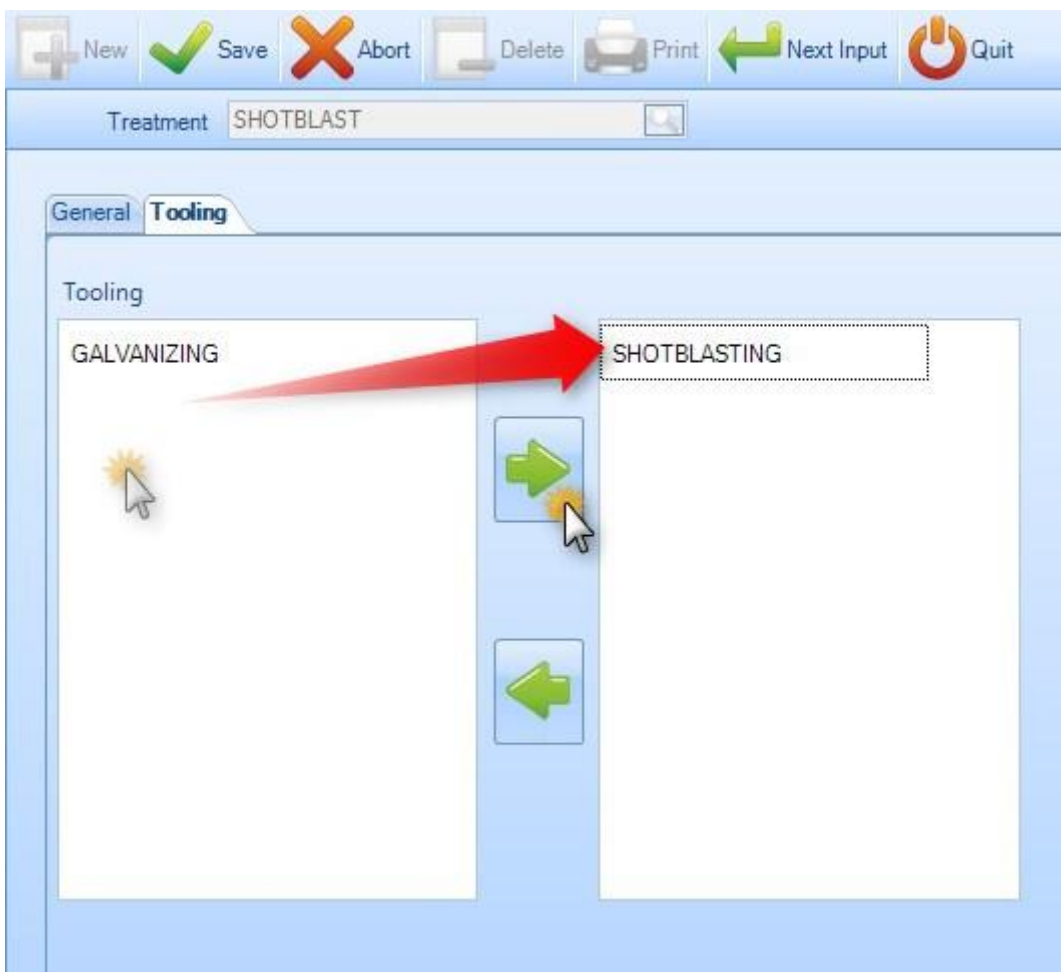 New Save Abort Delete Print Next Input Quit
Treatment SHOTBLAST
General Tooling
Tooling
GALVANIZING SHOTBLASTING